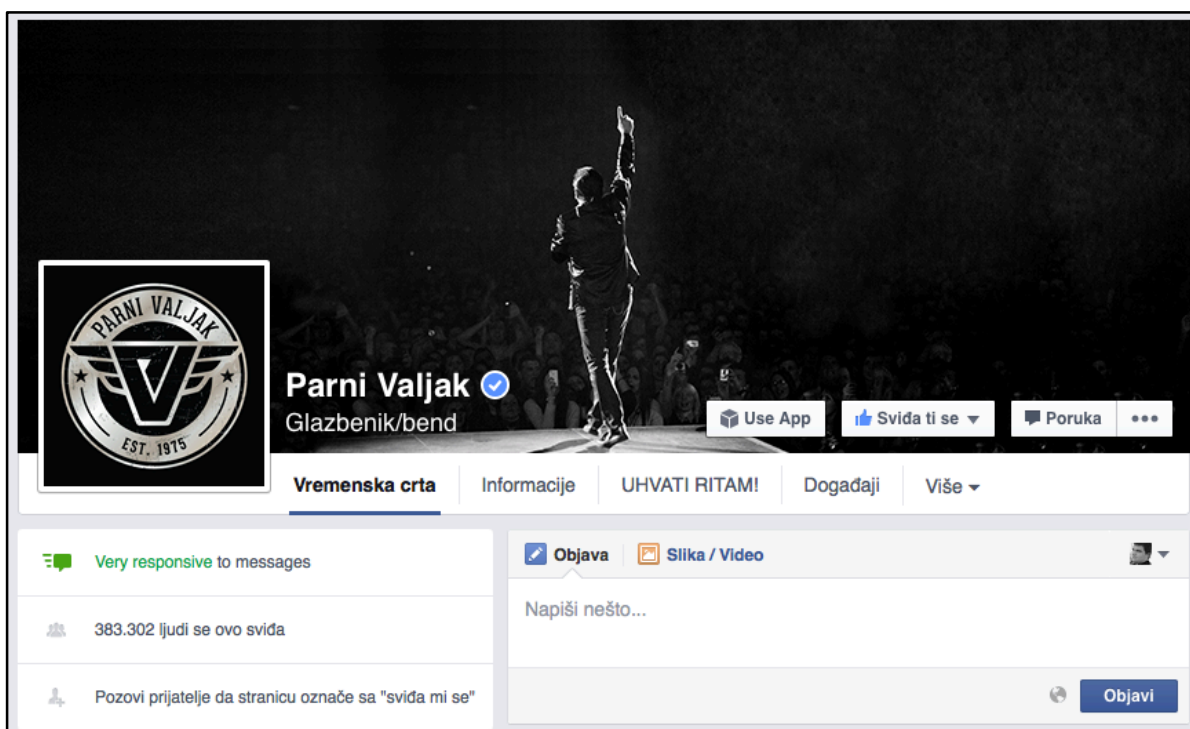 PARNI VALJAK
EST. 1975
Parni Valjak
Glazbenik/bend
Use App
Sviđa ti se
Poruka
Vremenska crta
Informacije
UHVATI RITAM!
Događaji
Više
Very responsive to messages
383.302 ljudi se ovo sviđa
Pozovi prijatelje da stranicu označe sa "sviđa mi se"
Objava
Slika / Video
Napiši nešto...
Objavi